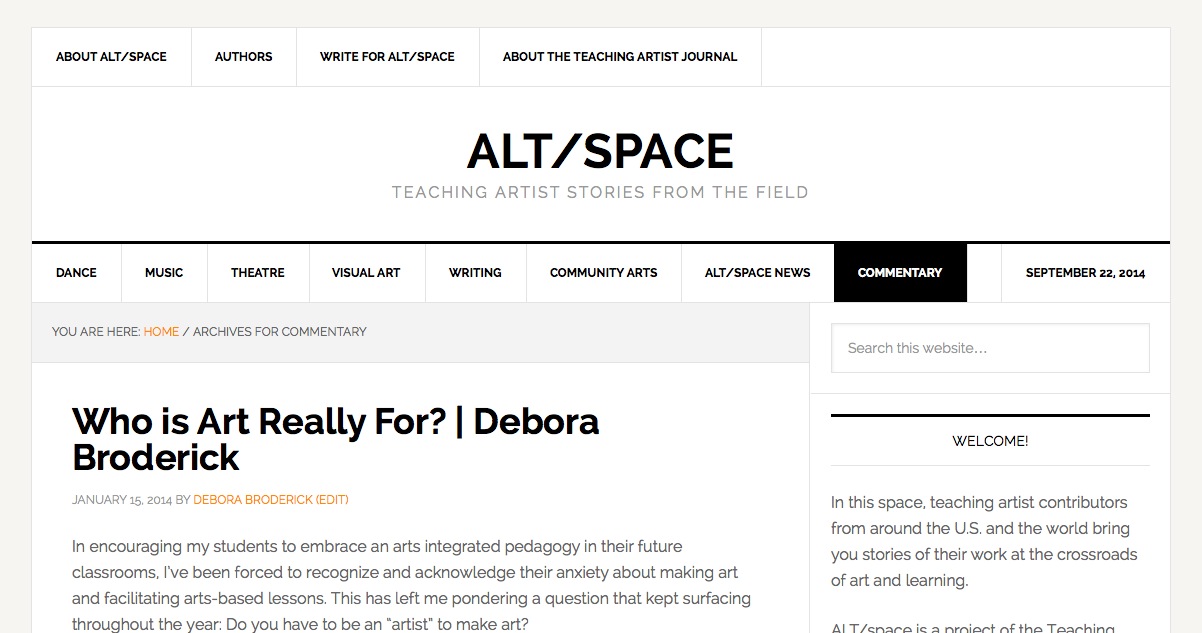 ABOUT ALT/SPACE AUTHORS WRITE FOR ALT/SPACE ABOUT THE TEACHING ARTIST JOURNAL
ALT/SPACE
TEACHING ARTIST STORIES FROM THE FIELD
DANCE MUSIC THEATRE VISUAL ART WRITING COMMUNITY ARTS ALT/SPACE NEWS COMMENTARY SEPTEMBER 22, 2014
YOU ARE HERE: HOME / ARCHIVES FOR COMMENTARY
Who is Art Really For? | Debora
Broderick
JANUARY 15, 2014 BY DEBORA BRODERICK (EDIT)
In encouraging my students to embrace an arts integrated pedagogy in their future
classrooms, I've been forced to recognize and acknowledge their anxiety about making art
and facilitating arts-based lessons. This has left me pondering a question that kept surfacing
throughout the year: Do you have to be an “artist” to make art?
Search this website…
WELCOME!
In this space, teaching artist contributors
from around the U.S. and the world bring
you stories of their work at the crossroads
of art and learning.
ALT/space is a project of the Teaching